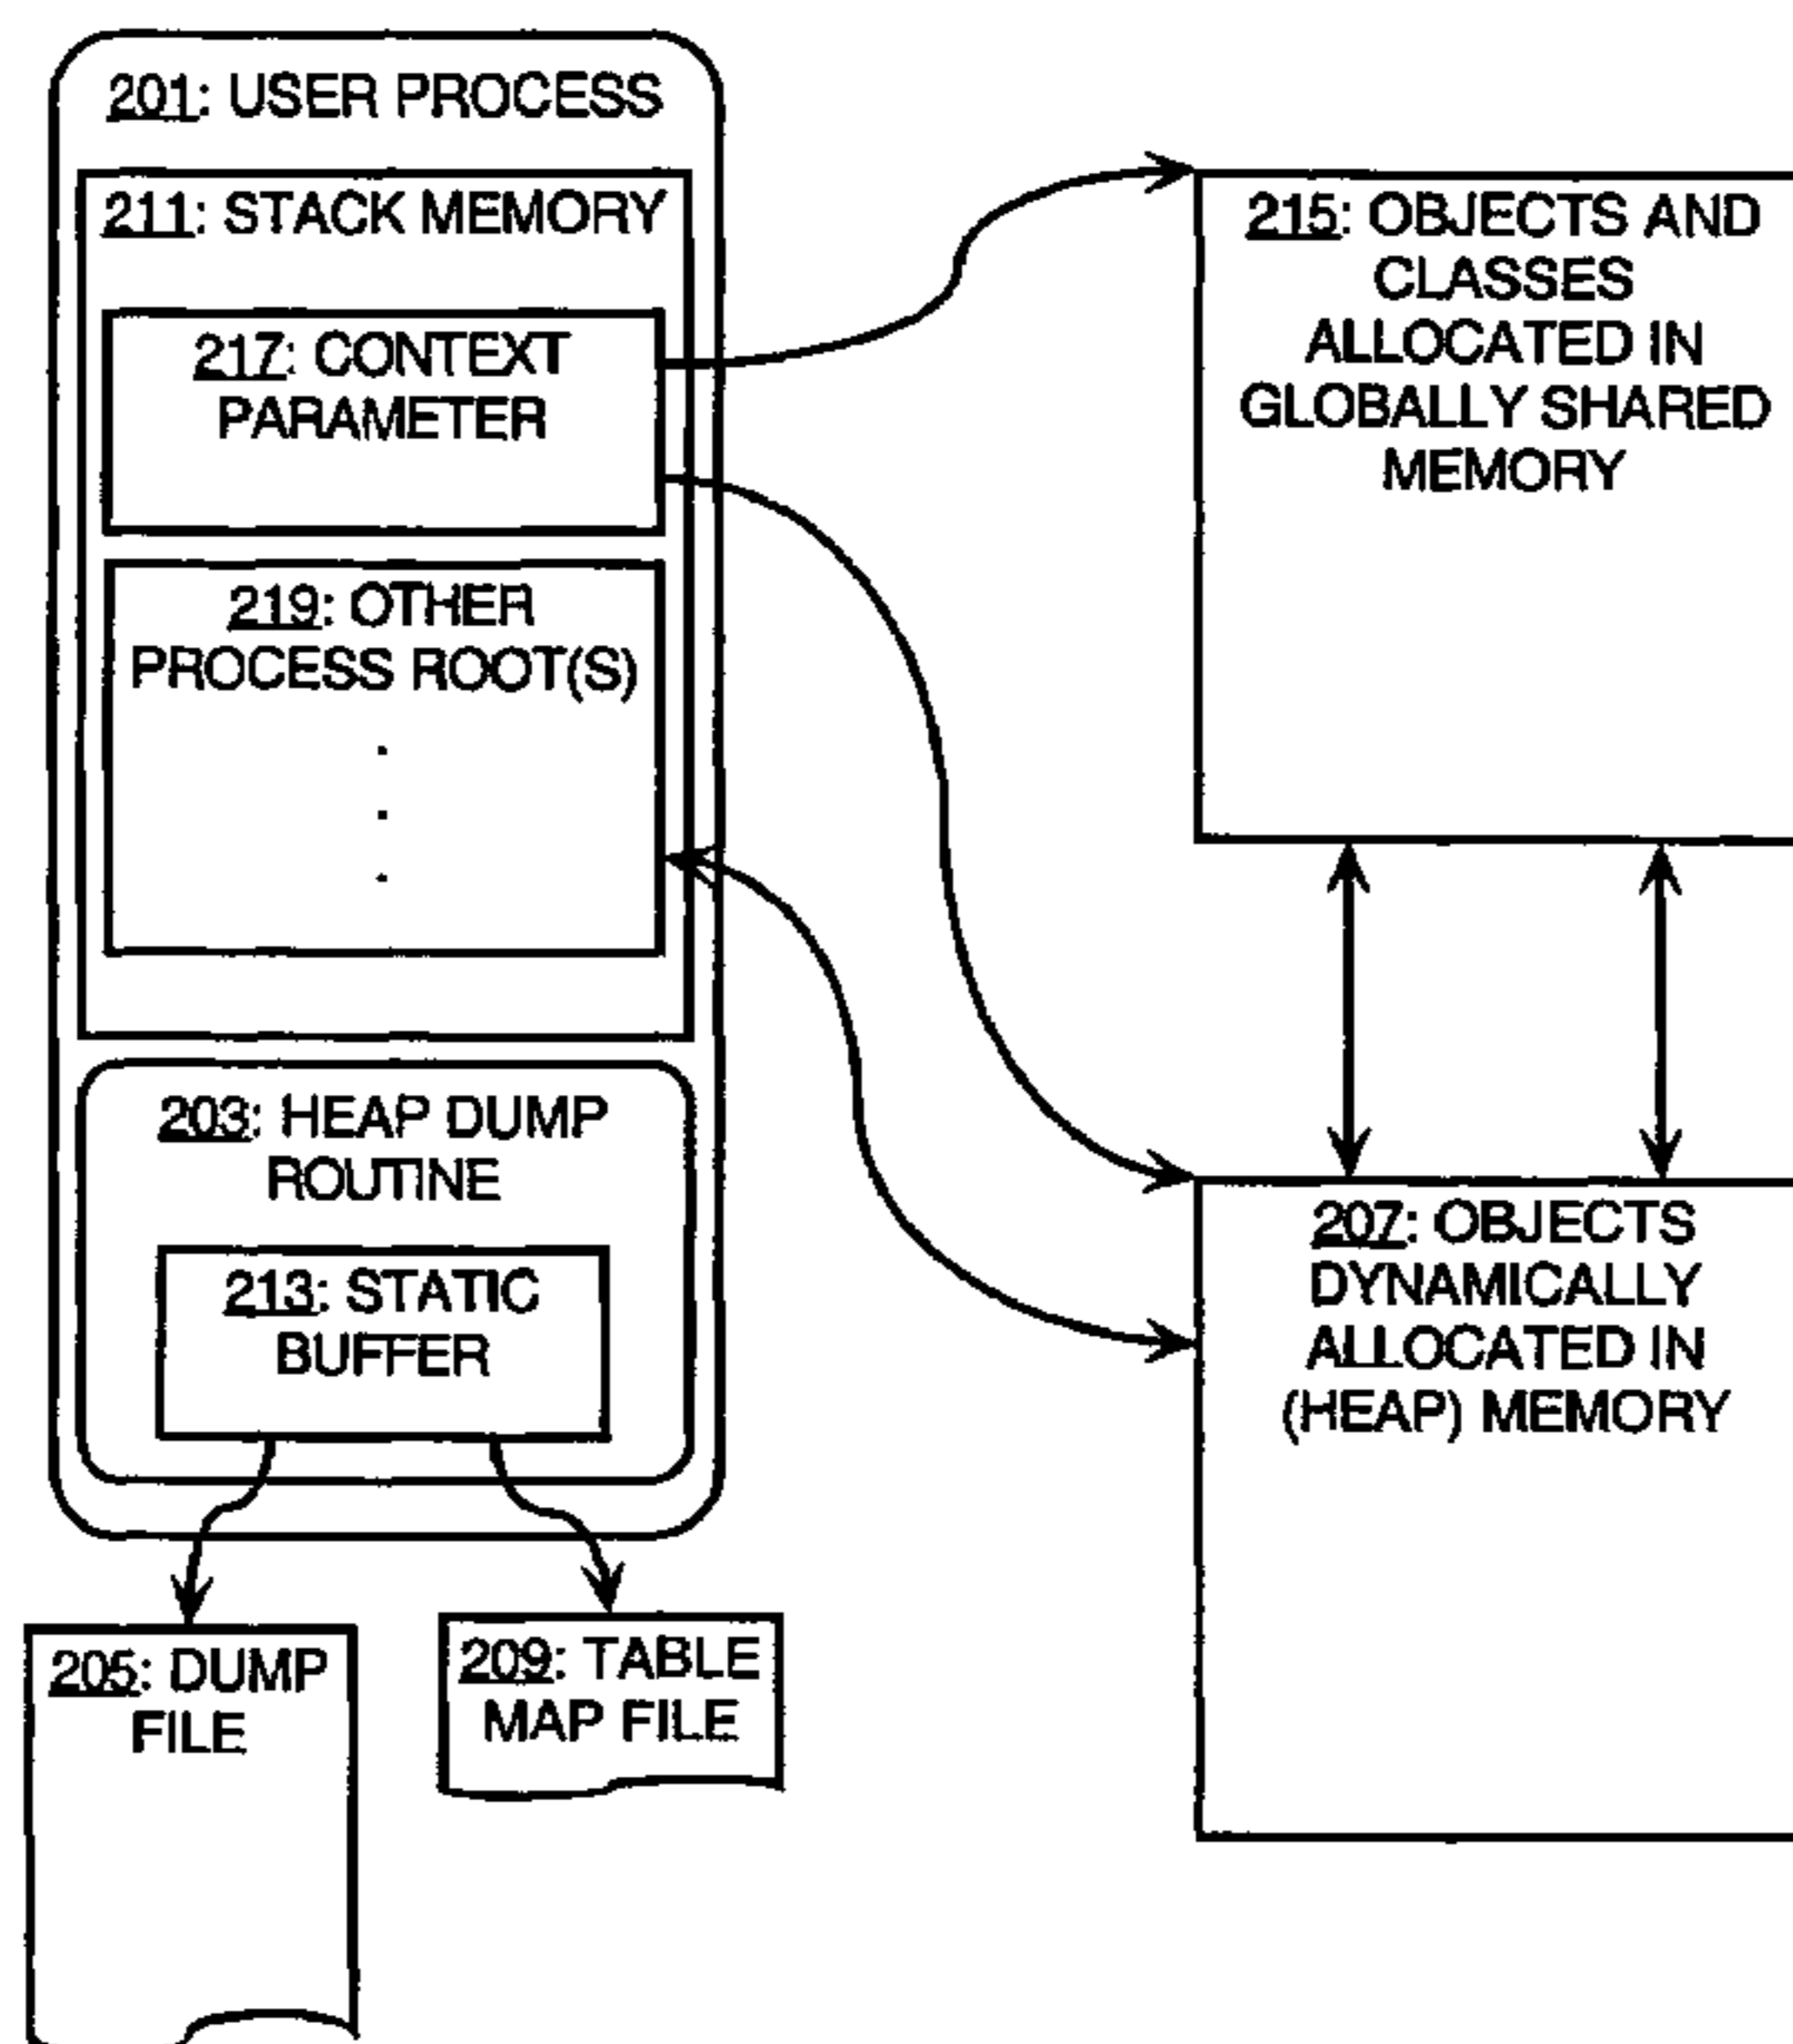 201: USER PROCESS
211: STACK MEMORY
217: CONTEXT
PARAMETER
219: OTHER
PROCESS ROOT(S)
.
.
.
203: HEAP DUMP
ROUTINE
213: STATIC
BUFFER
205: DUMP
FILE
209: TABLE
MAP FILE
215: OBJECTS AND
CLASSES
ALLOCATED IN
GLOBALLY SHARED
MEMORY
207: OBJECTS
DYNAMICALLY
ALLOCATED IN
(HEAP) MEMORY